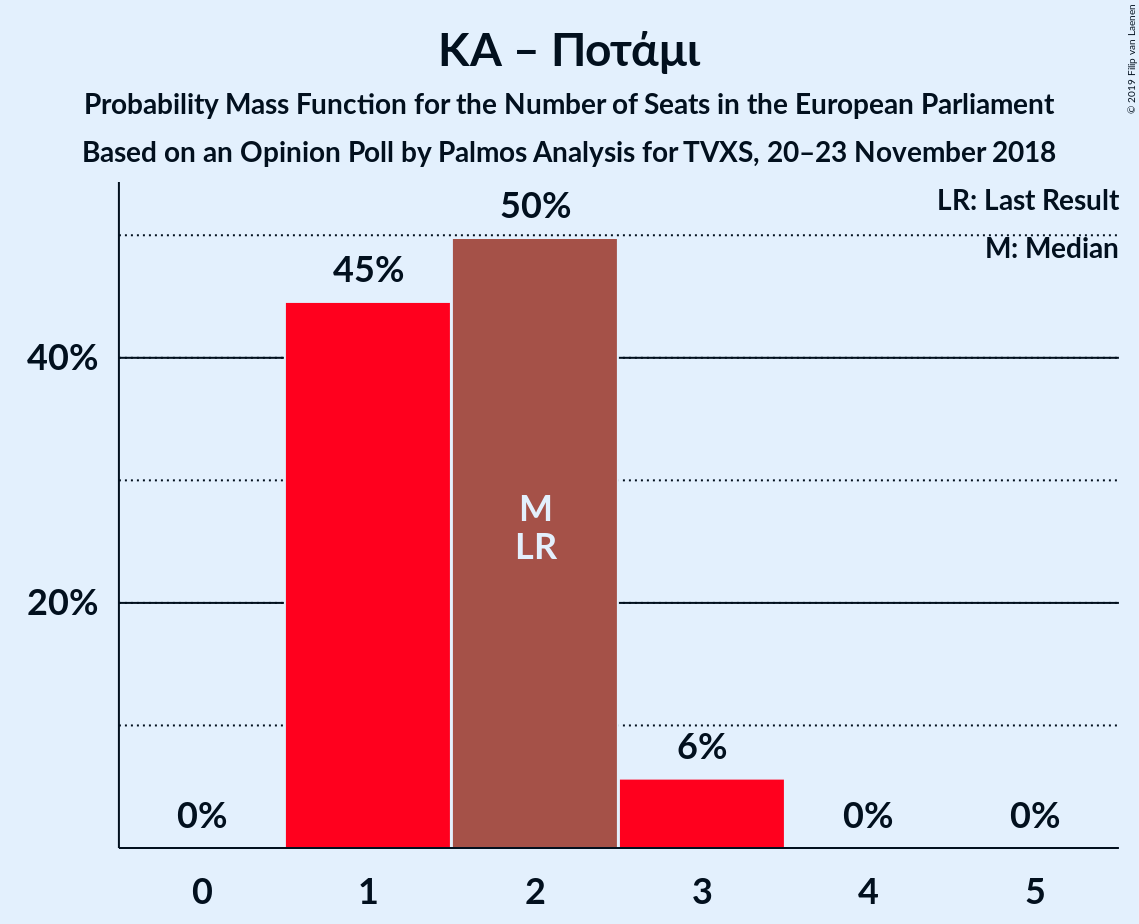 ΚΑ – Ποτάμι
Probability Mass Function for the Number of Seats in the European Parliament
Based on an Opinion Poll by Palmos Analysis for TVXS, 20–23 November 2018
© 2019 Filip van Laenen
LR: Last Result
M: Median
50%
45%
40%
M
LR
20%
6%
0%
0%
0%
0 1 2 3 4 5